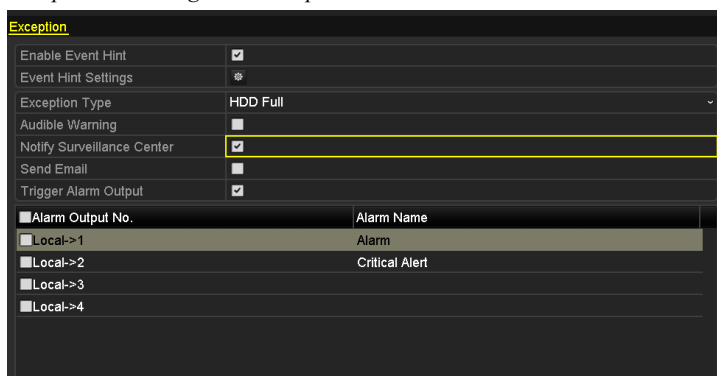 Exception
Enable Event Hint
Event Hint Settings
Exception Type HDD Full
Audible Warning
Notify Surveillance Center
Send Email
Trigger Alarm Output
Alarm Output No. Alarm Name
Local->1 Alarm
Local->2 Critical Alert
Local->3
Local->4